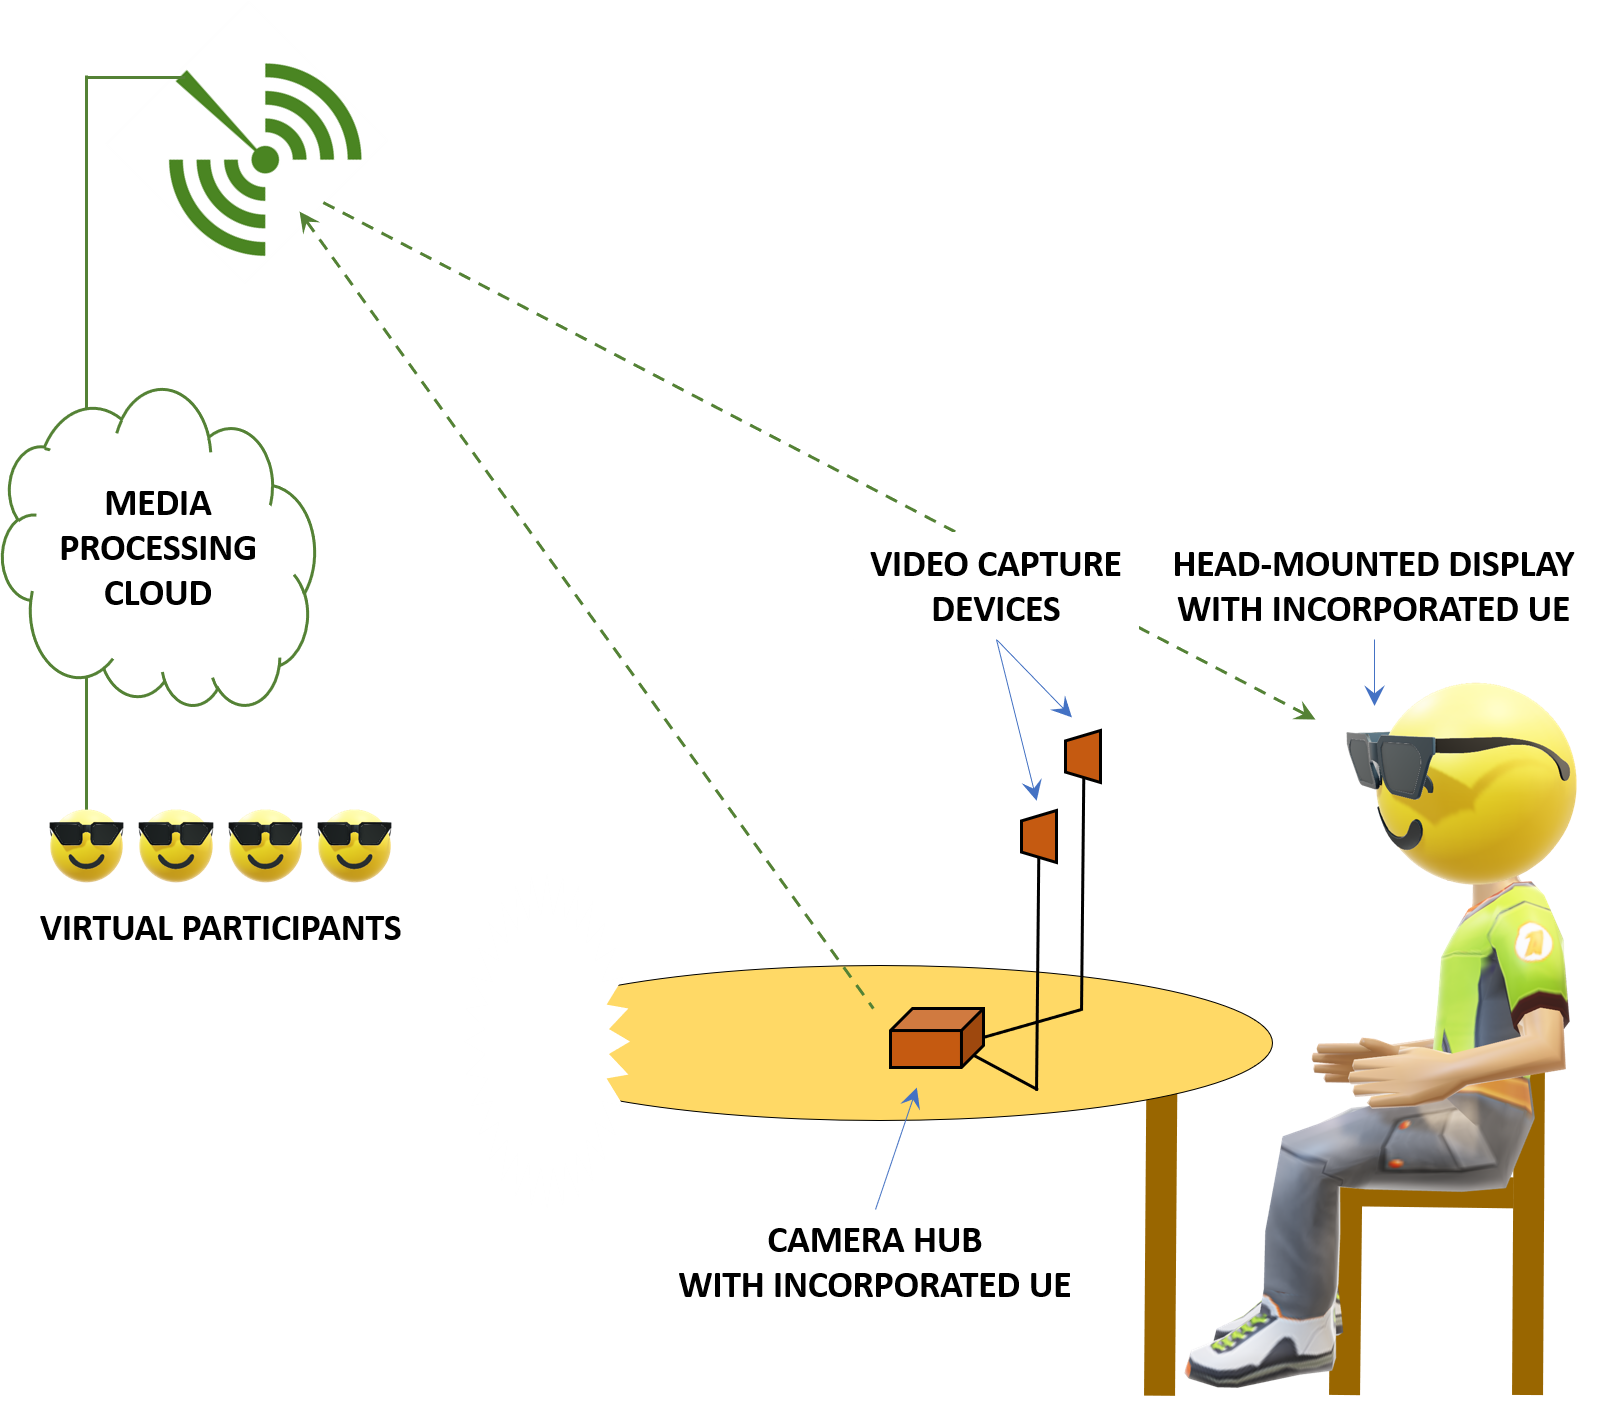 MEDIA
PROCESSING
CLOUD
VIDEO CAPTURE
DEVICES
HEAD-MOUNTED DISPLAY
WITH INCORPORATED UE
VIRTUAL PARTICIPANTS
CAMERA HUB
WITH INCORPORATED UE